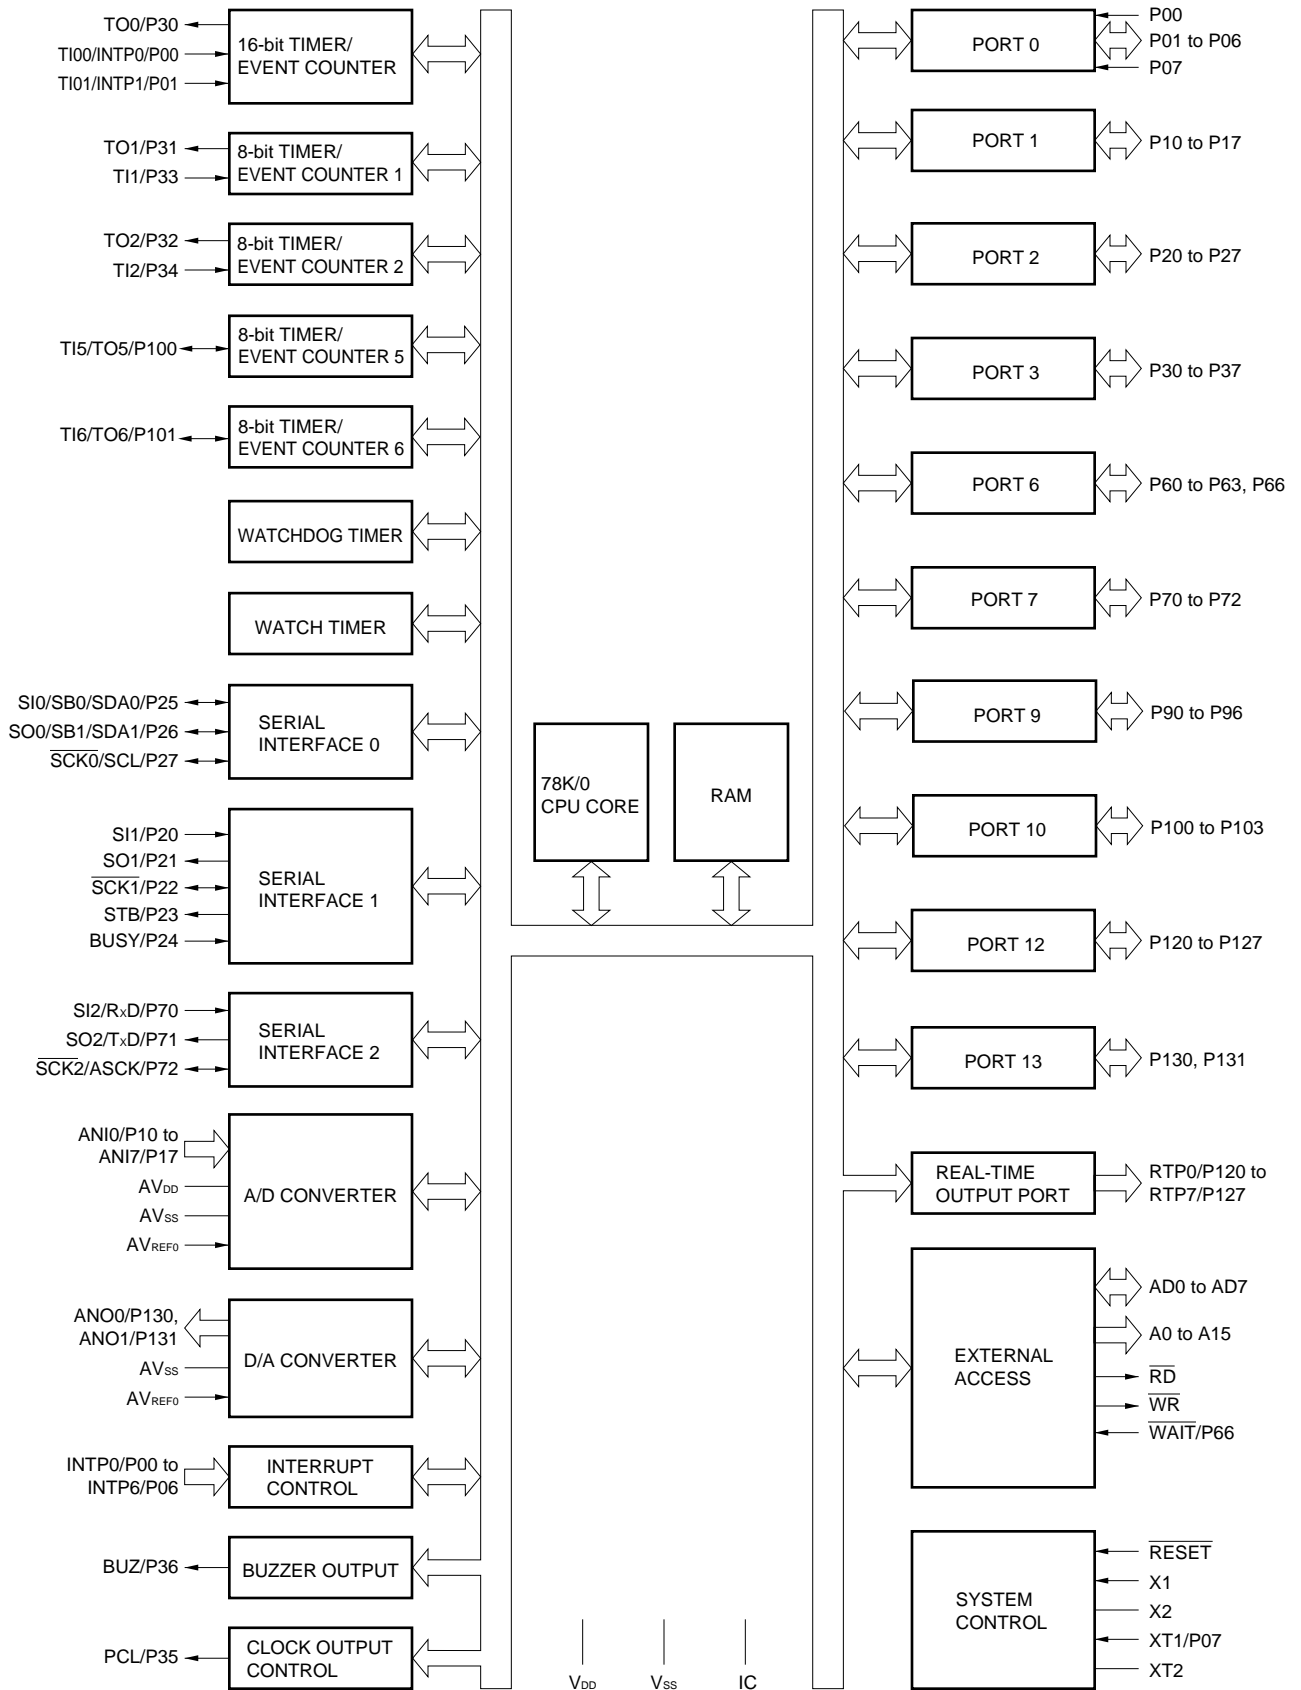 TO0/P30
TI00/INTP0/P00
TI01/INTP1/P01
16-bit TIMER/
EVENT COUNTER
TO1/P31
TI1/P33
8-bit TIMER/
EVENT COUNTER 1
TO2/P32
TI2/P34
8-bit TIMER/
EVENT COUNTER 2
TI5/TO5/P100
8-bit TIMER/
EVENT COUNTER 5
TI6/TO6/P101
8-bit TIMER/
EVENT COUNTER 6
WATCHDOG TIMER
WATCH TIMER
SI0/SB0/SDA0/P25
SO0/SB1/SDA1/P26
SCK0/SCL/P27
SERIAL
INTERFACE 0
SI1/P20
SO1/P21
SCK1/P22
STB/P23
BUSY/P24
SERIAL
INTERFACE 1
SI2/RxD/P70
SO2/TxD/P71
SCK2/ASCK/P72
SERIAL
INTERFACE 2
ANI0/P10 to
ANI7/P17
AVDD
AVSS
AVREF0
A/D CONVERTER
ANO0/P130,
ANO1/P131
AVSS
AVREF0
D/A CONVERTER
INTP0/P00 to
INTP6/P06
INTERRUPT
CONTROL
BUZ/P36
BUZZER OUTPUT
PCL/P35
CLOCK OUTPUT
CONTROL
78K/0
CPU CORE
RAM
VDD
VSS
IC
PORT 0
P00
P01 to P06
P07
PORT 1
P10 to P17
PORT 2
P20 to P27
PORT 3
P30 to P37
PORT 6
P60 to P63, P66
PORT 7
P70 to P72
PORT 9
P90 to P96
PORT 10
P100 to P103
PORT 12
P120 to P127
PORT 13
P130, P131
REAL-TIME
OUTPUT PORT
RTP0/P120 to
RTP7/P127
EXTERNAL
ACCESS
AD0 to AD7
A0 to A15
RD
WR
WAIT/P66
SYSTEM
CONTROL
RESET
X1
X2
XT1/P07
XT2